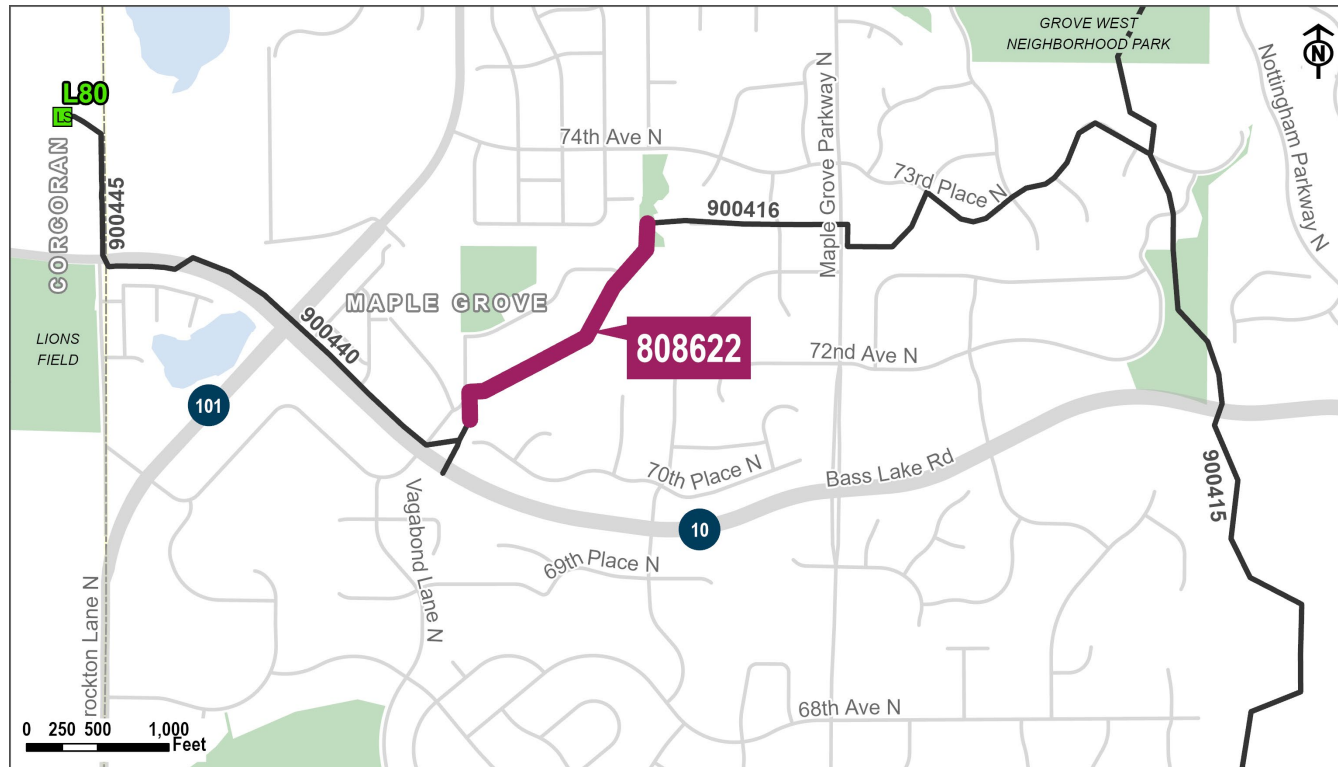 GROVE WEST
NEIGHBORHOOD PARK
N
Nottingham Parkway N
L80
LS
CORCORAN
900445
74th Ave N
Maple Grove Parkway N
73rd Place N
900416
MAPLE GROVE
900440
LIONS
FIELD
808622
72nd Ave N
101
70th Place N
Bass Lake Rd
900415
Vagabond Lane N
10
69th Place N
rockton Lane N
68th Ave N
0 250 500 1,000
Feet